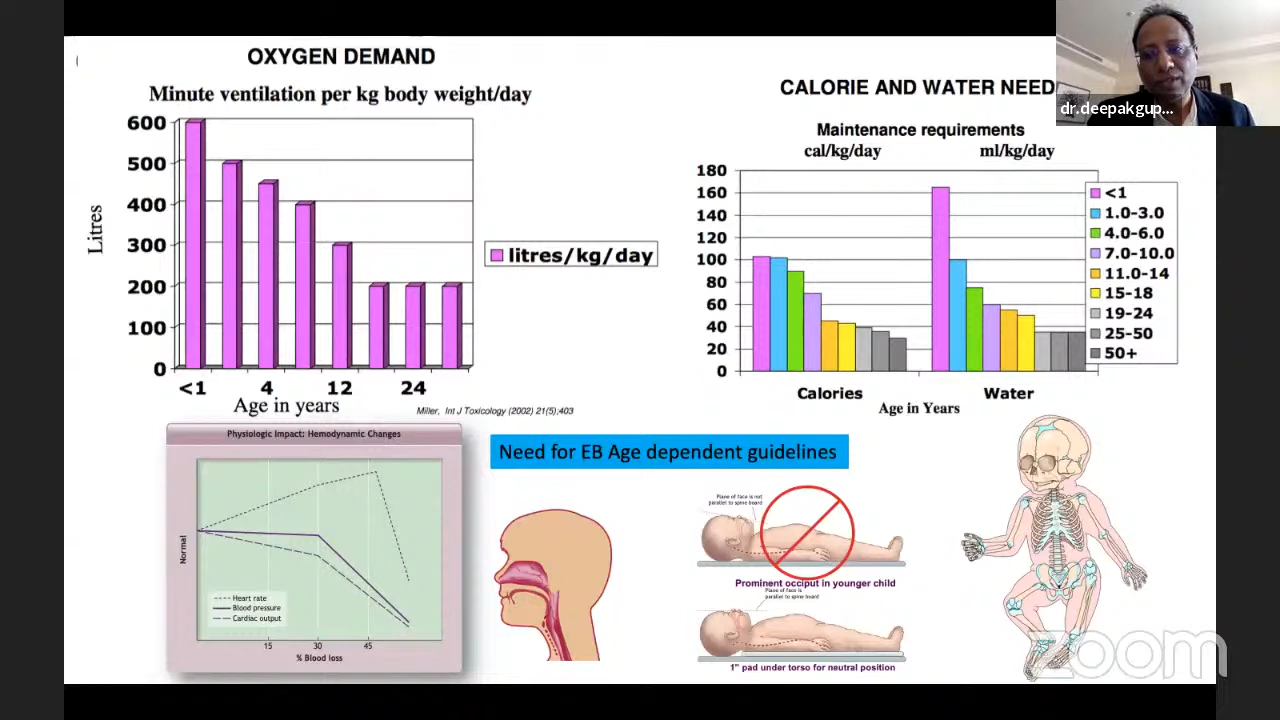 OXYGEN DEMAND
Minute ventilation per kg body weight/day
600
500
400
300
200
100
0
Litres
<1 4 12 24
Age in years
litres/kg/day
Miller, Int J Toxicology (2002) 21(5);403
CALORIE AND WATER NEED
Maintenance requirements
cal/kg/day ml/kg/day
180
160
140
120
100
80
60
40
20
0
Calories Water
Age in Years
<1
1.0-3.0
4.0-6.0
7.0-10.0
11.0-14
15-18
19-24
25-50
50+
dr.deepakgup...
Physiologic Impact: Hemodynamic Changes
Normal
Heart rate
Blood pressure
Cardiac output
15 30 45
% Blood loss
Need for EB Age dependent guidelines
Plane of face is not
parallel to spine board
Prominent occiput in younger child
Plane of face is
parallel to spine board
1" pad under torso for neutral position
zoom